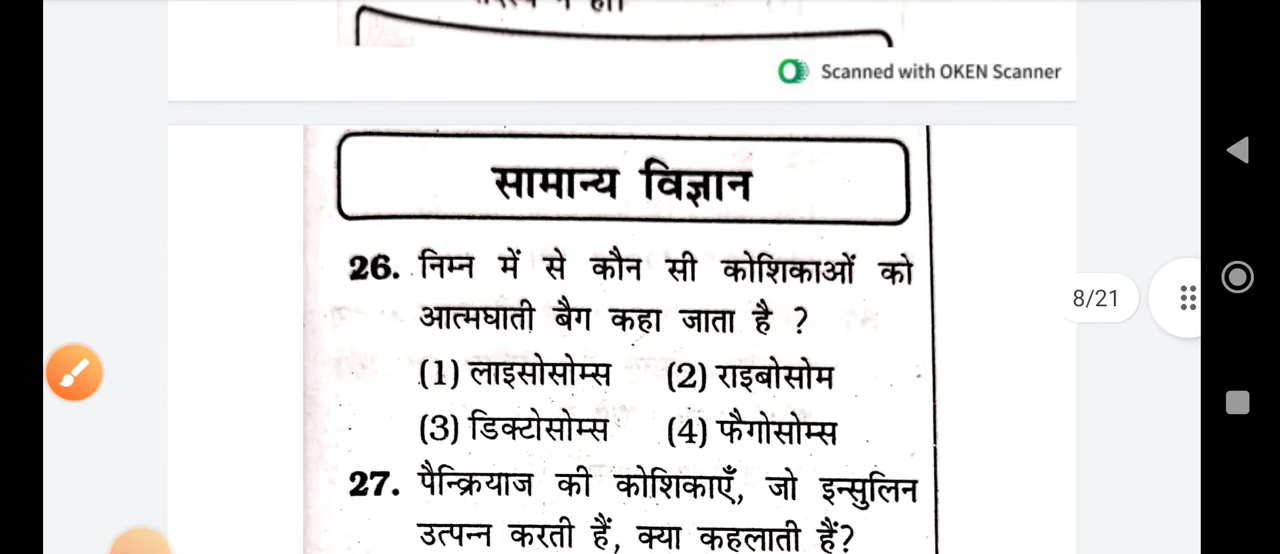 Scanned with OKEN Scanner
सामान्य विज्ञान
26. निम्न में से कौन सी कोशिकाओं को
आत्मघाती बैग कहा जाता है ?
(1) लाइसोसोम्स (2) राइबोसोम
(3) डिक्टोसोम्स (4) फैगोसोम्स
8/21
27. पैन्क्रियाज की कोशिकाएँ, जो इन्सुलिन
उत्पन्न करती हैं, क्या कहलाती हैं?